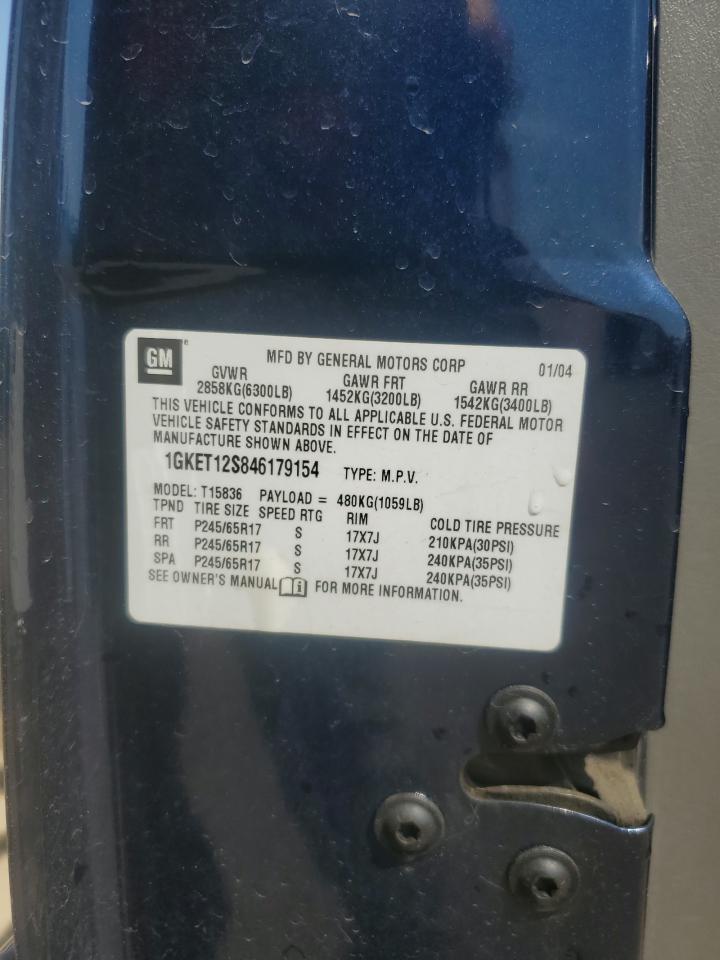 GM
MFD BY GENERAL MOTORS CORP 01/04
GVWR GAWR FRT GAWR RR
2858KG(6300LB) 1452KG(3200LB) 1542KG(3400LB)
THIS VEHICLE CONFORMS TO ALL APPLICABLE U.S. FEDERAL MOTOR
VEHICLE SAFETY STANDARDS IN EFFECT ON THE DATE OF
MANUFACTURE SHOWN ABOVE.
1GKET12S846179154 TYPE: M.P.V.
MODEL: T15836 PAYLOAD = 480KG(1059LB)
TPND TIRE SIZE SPEED RTG RIM COLD TIRE PRESSURE
FRT P245/65R17 S 17X7J 210KPA(30PSI)
RR P245/65R17 S 17X7J 240KPA(35PSI)
SPA P245/65R17 S 17X7J 240KPA(35PSI)
SEE OWNER'S MANUAL i FOR MORE INFORMATION.